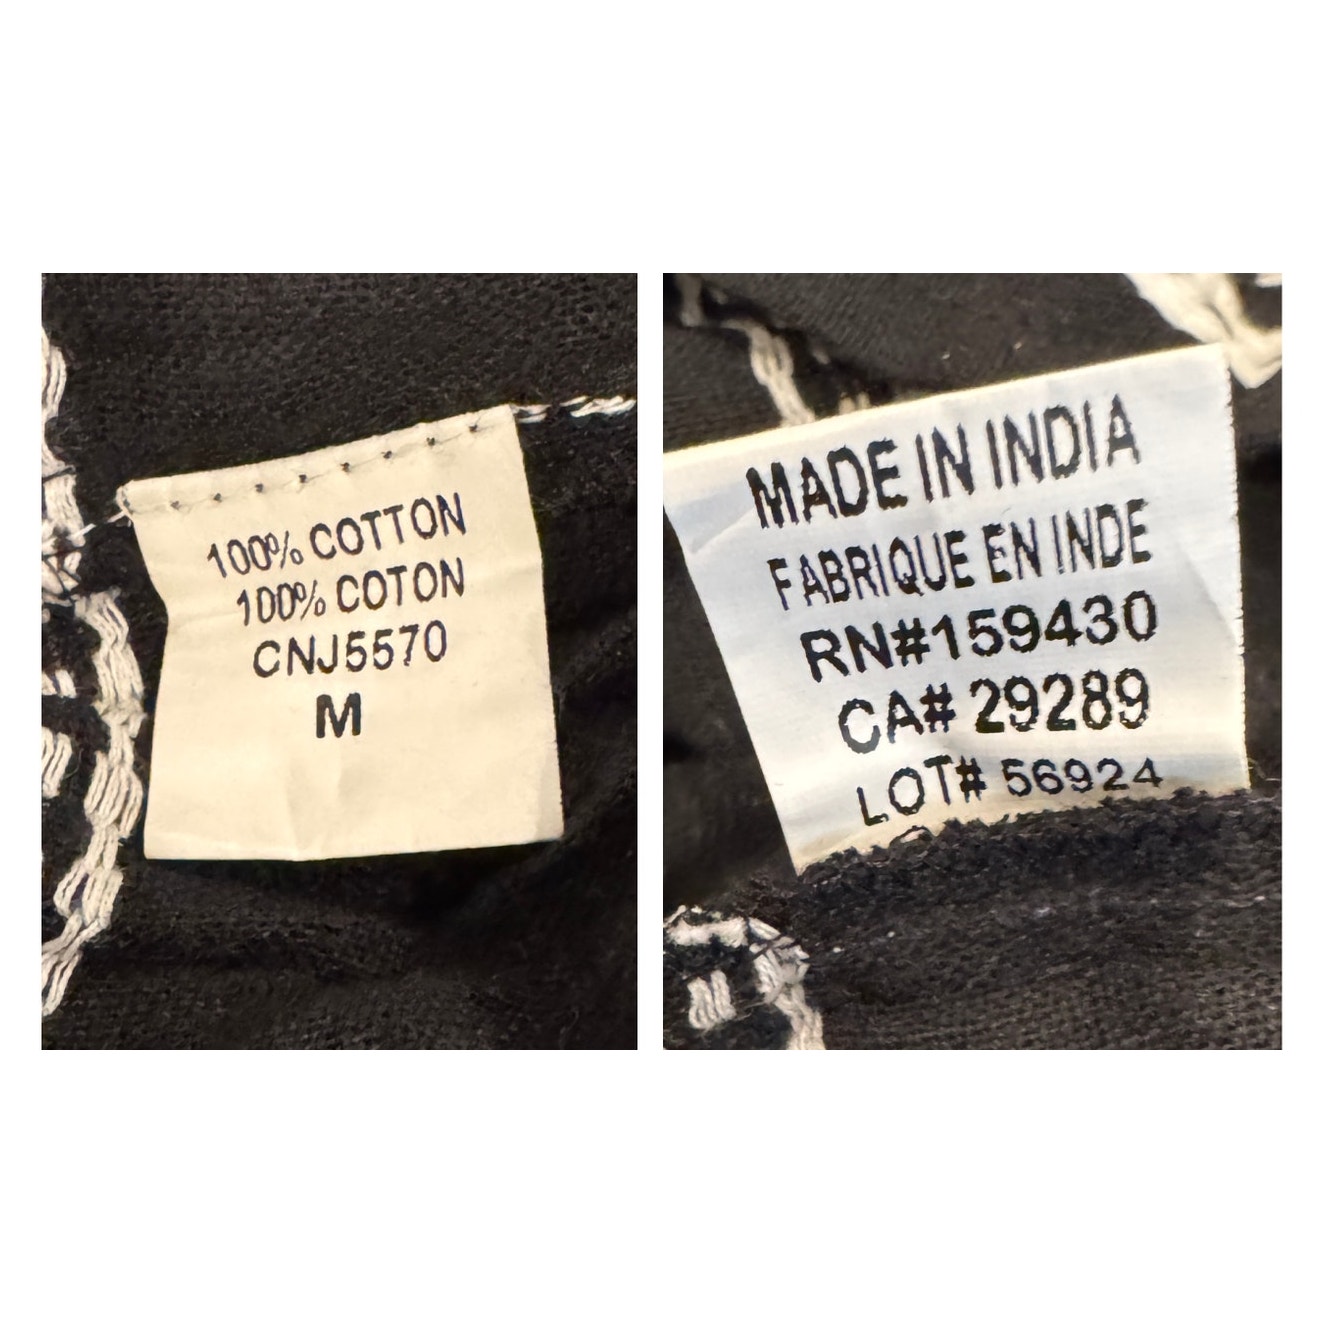 100% COTTON
100% COTON
CNJ5570
M
MADE IN INDIA
FABRIQUE EN INDE
RN#159430
CA# 29289
LOT# 56924